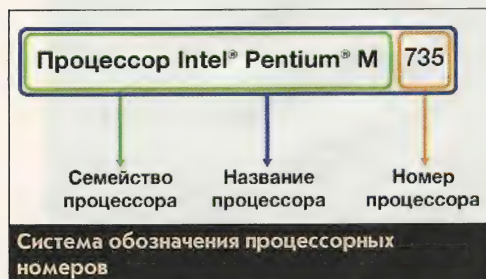 Процессор Intel® Pentium® M 735
Семейство процессора
Название процессора
Номер процессора
Система обозначения процессорных
номеров